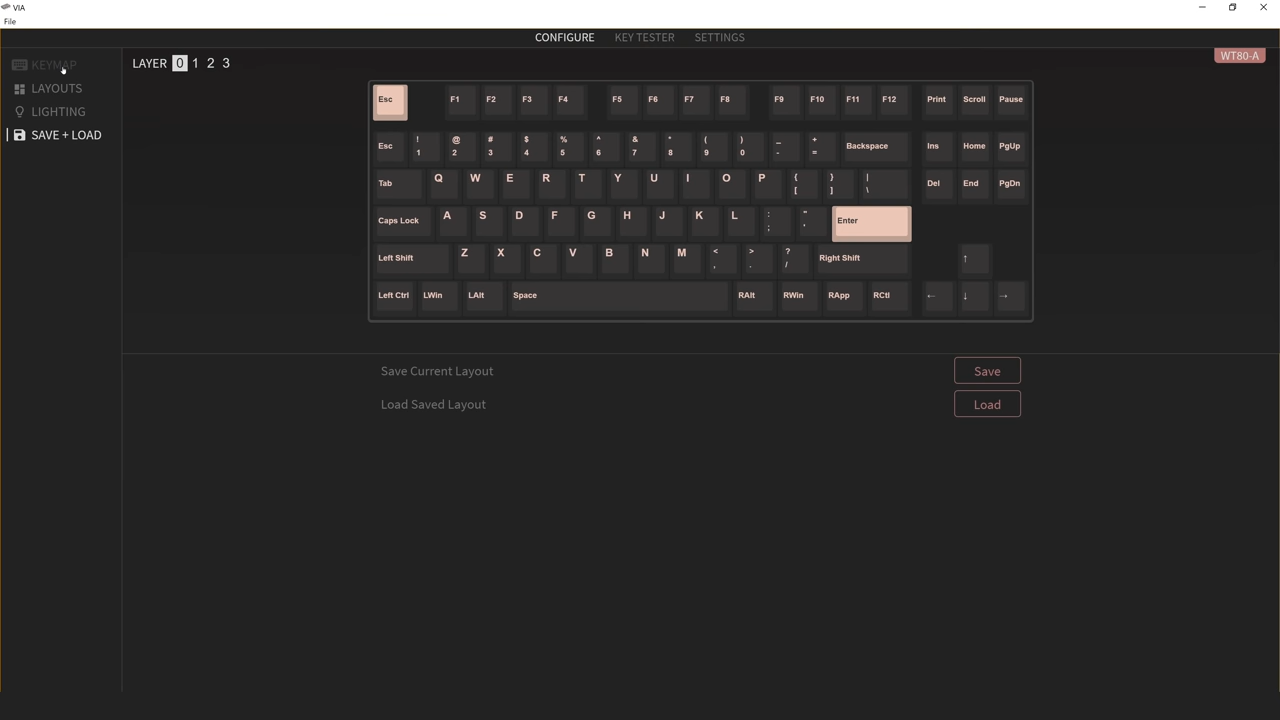 VIA
File
CONFIGURE KEY TESTER SETTINGS
WT80-A
KEYMAP
LAYOUTS
LIGHTING
SAVE + LOAD
LAYER 0 1 2 3
Esc F1 F2 F3 F4 F5 F6 F7 F8 F9 F10 F11 F12 Print Scroll Pause
Esc ! 1 @ 2 # 3 $ 4 % 5 ^ 6 & 7 * 8 ( 9 ) 0 _ - + = Backspace Ins Home PgUp
Tab Q W E R T Y U I O P { [ } ] | \ Del End PgDn
Caps Lock A S D F G H J K L : ; " ' Enter
Left Shift Z X C V B N M < , > . ? / Right Shift ↑
Left Ctrl LWin LAlt Space RAlt RWin RApp RCtl ← ↓ →
Save Current Layout Save
Load Saved Layout Load